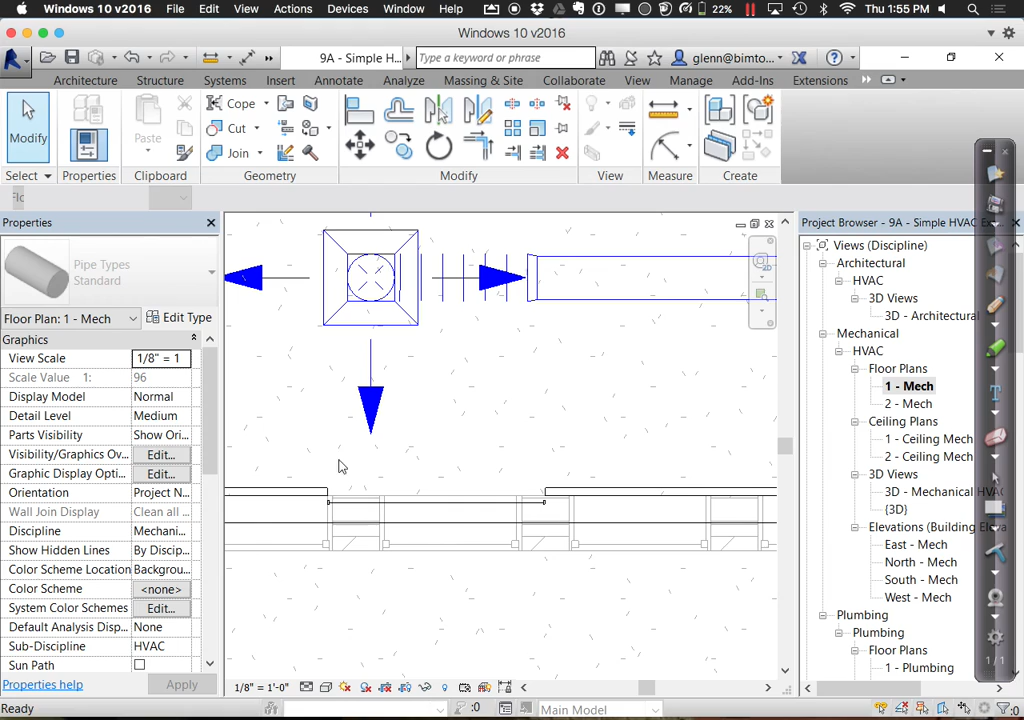 Windows 10 v2016 File Edit View Actions Devices Window Help 22% Thu 1:55 PM
Windows 10 v2016
9A - Simple H... Type a keyword or phrase glenn@bimto...
Architecture Structure Systems Insert Annotate Analyze Massing & Site Collaborate View Manage Add-Ins Extensions
Modify Properties Paste Cope Cut Join
Select Properties Clipboard Geometry Modify View Measure Create
Properties
Pipe Types
Standard
Floor Plan: 1 - Mech Edit Type
Graphics
View Scale 1/8" = 1
Scale Value 1: 96
Display Model Normal
Detail Level Medium
Parts Visibility Show Ori...
Visibility/Graphics Ov... Edit...
Graphic Display Opti... Edit...
Orientation Project N...
Wall Join Display Clean all ...
Discipline Mechani...
Show Hidden Lines By Discip...
Color Scheme Location Backgrou...
Color Scheme <none>
System Color Schemes Edit...
Default Analysis Disp... None
Sub-Discipline HVAC
Sun Path
Properties help Apply
1/8" = 1'-0"
Ready :0 Main Model :0
2D
Project Browser - 9A - Simple HVAC
Views (Discipline)
Architectural
HVAC
3D Views
3D - Architectural
Mechanical
HVAC
Floor Plans
1 - Mech
2 - Mech
Ceiling Plans
1 - Ceiling Mech
2 - Ceiling Mech
3D Views
3D - Mechanical HVAC
{3D}
Elevations (Building Eleva
East - Mech
North - Mech
South - Mech
West - Mech
Plumbing
Plumbing
Floor Plans
1 - Plumbing
1 / 1